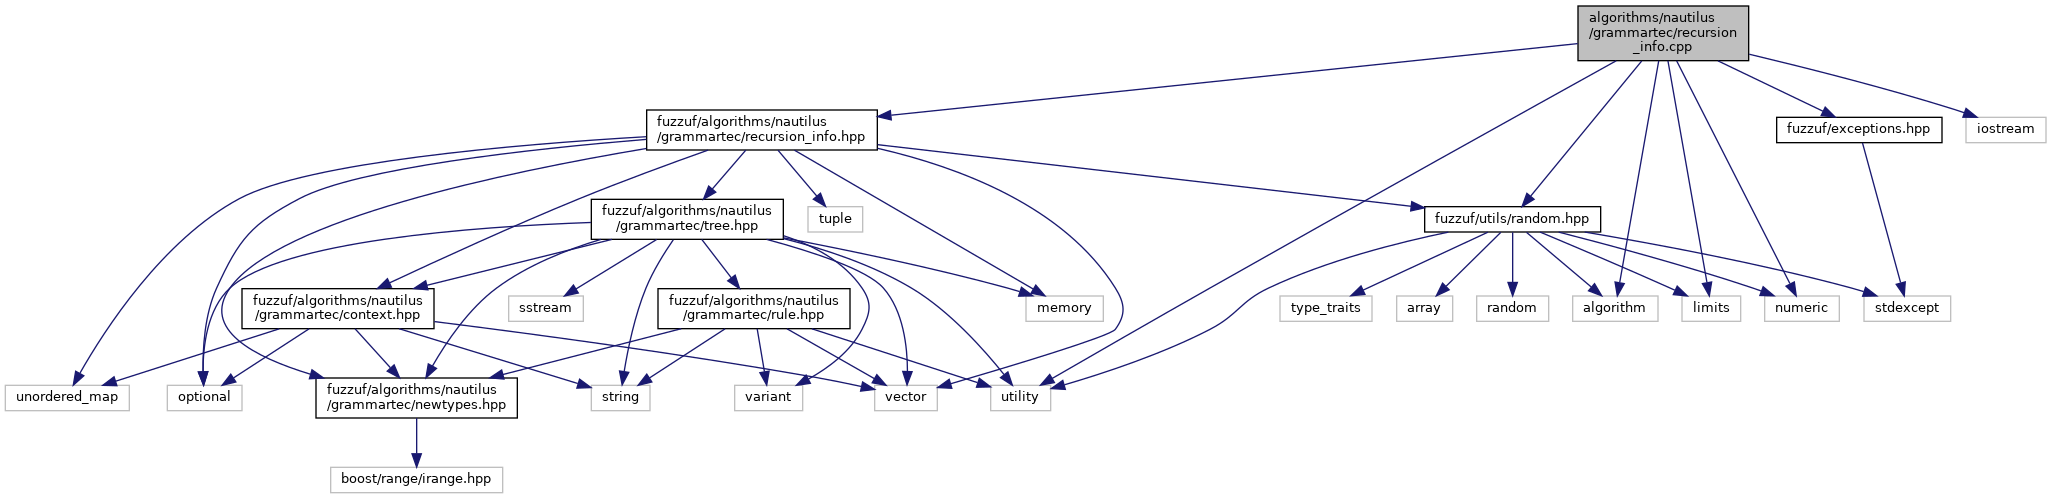 algorithms/nautilus
/grammartec/recursion
_info.cpp
fuzzuf/algorithms/nautilus
/grammartec/recursion_info.hpp
fuzzuf/exceptions.hpp
iostream
fuzzuf/algorithms/nautilus
/grammartec/tree.hpp
tuple
fuzzuf/utils/random.hpp
fuzzuf/algorithms/nautilus
/grammartec/context.hpp
sstream
fuzzuf/algorithms/nautilus
/grammartec/rule.hpp
memory
type_traits
array
random
algorithm
limits
numeric
stdexcept
unordered_map
optional
fuzzuf/algorithms/nautilus
/grammartec/newtypes.hpp
string
variant
vector
utility
boost/range/irange.hpp